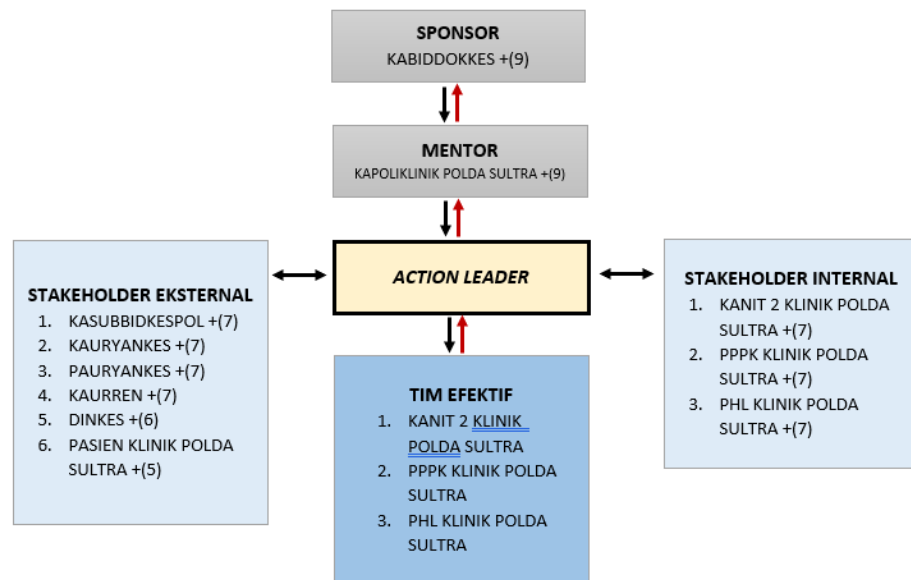 SPONSOR
KABIDDOKKES +(9)
MENTOR
KAPOLIKLINIK POLDA SULTRA +(9)
ACTION LEADER
STAKEHOLDER EKSTERNAL
1. KASUBBIDKESPOL +(7)
2. KAURYANKES +(7)
3. PAURYANKES +(7)
4. KAURREN +(7)
5. DINKES +(6)
6. PASIEN KLINIK POLDA
SULTRA +(5)
STAKEHOLDER INTERNAL
1. KANIT 2 KLINIK POLDA
SULTRA +(7)
2. PPPK KLINIK POLDA
SULTRA +(7)
3. PHL KLINIK POLDA
SULTRA +(7)
TIM EFEKTIF
1. KANIT 2 KLINIK
POLDA SULTRA
2. PPPK KLINIK POLDA
SULTRA
3. PHL KLINIK POLDA
SULTRA